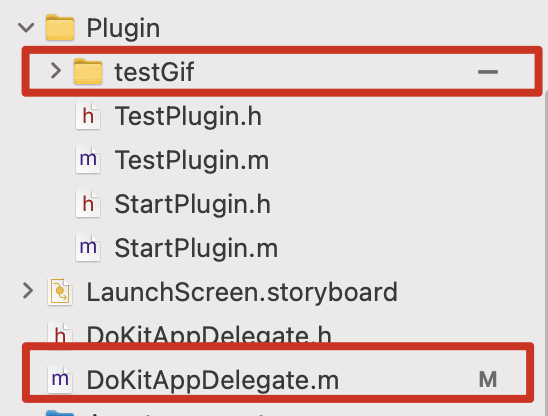 Plugin
testGif
h TestPlugin.h
m TestPlugin.m
h StartPlugin.h
m StartPlugin.m
LaunchScreen.storyboard
h DoKitAppDelegate.h
m DoKitAppDelegate.m M